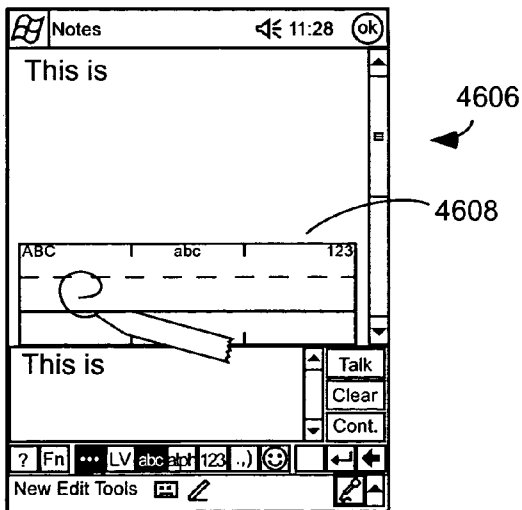 Notes 11:28 ok
This is
4606
4608
ABC abc 123
This is
Talk
Clear
Cont.
? Fn ••• LV abc alph 123 .,)
New Edit Tools